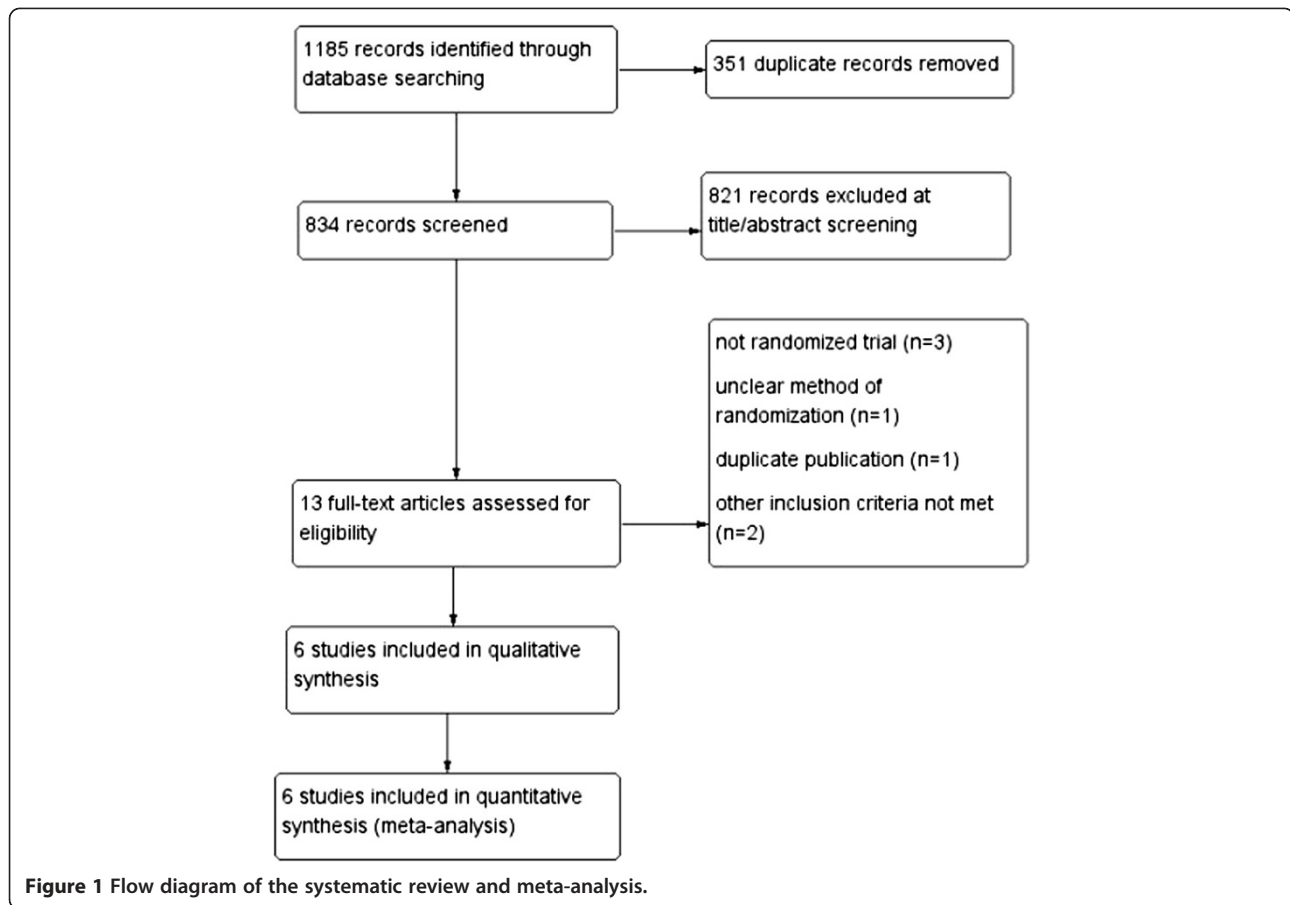 1185 records identified through
database searching
351 duplicate records removed
834 records screened
821 records excluded at
title/abstract screening
not randomized trial (n=3)
unclear method of
randomization (n=1)
duplicate publication (n=1)
other inclusion criteria not met
(n=2)
13 full-text articles assessed for
eligibility
6 studies included in qualitative
synthesis
6 studies included in quantitative
synthesis (meta-analysis)
Figure 1 Flow diagram of the systematic review and meta-analysis.